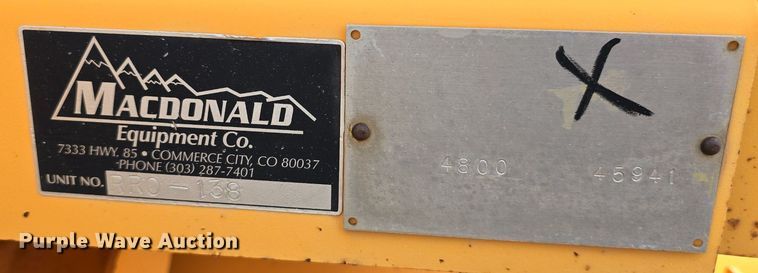 MACDONALD
Equipment Co.
7333 HWY. 85 • COMMERCE CITY, CO 80037
PHONE (303) 287-7401
UNIT NO. RRO-138
4800 45941
Purple Wave Auction